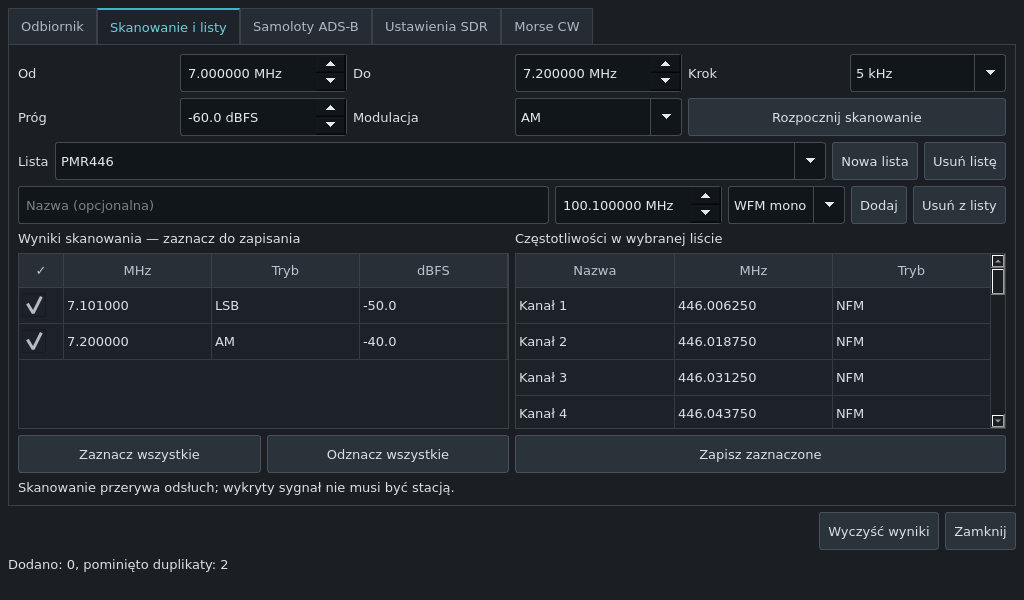 Odbiornik Skanowanie i listy Samoloty ADS-B Ustawienia SDR Morse CW
Od 7.000000 MHz Do 7.200000 MHz Krok 5 kHz
Próg -60.0 dBFS Modulacja AM Rozpocznij skanowanie
Lista PMR446 Nowa lista Usuń listę
Nazwa (opcjonalna) 100.100000 MHz WFM mono Dodaj Usuń z listy
Wyniki skanowania — zaznacz do zapisania
✓ MHz Tryb dBFS
7.101000 LSB -50.0
7.200000 AM -40.0
Zaznacz wszystkie Odznacz wszystkie
Częstotliwości w wybranej liście
Nazwa MHz Tryb
Kanał 1 446.006250 NFM
Kanał 2 446.018750 NFM
Kanał 3 446.031250 NFM
Kanał 4 446.043750 NFM
Zapisz zaznaczone
Skanowanie przerywa odsłuch; wykryty sygnał nie musi być stacją.
Wyczyść wyniki Zamknij
Dodano: 0, pominięto duplikaty: 2